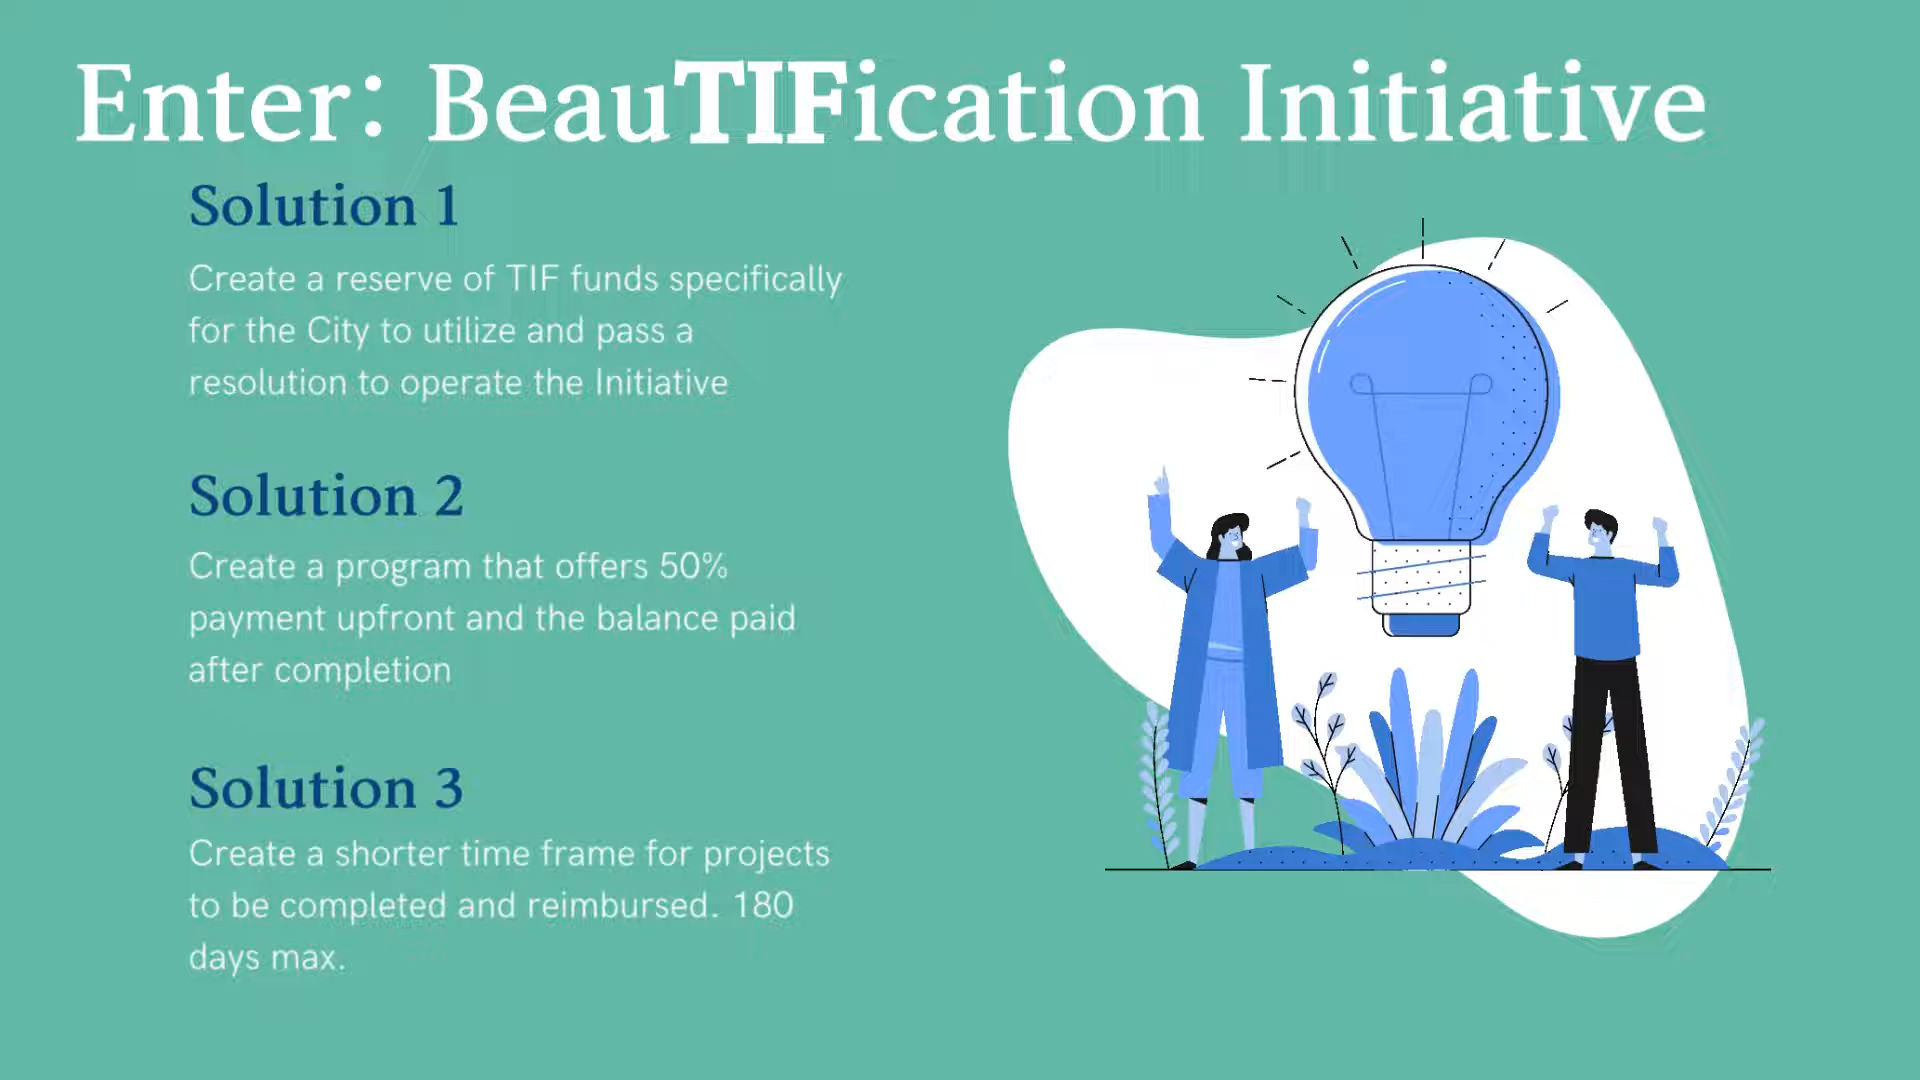 Enter: BeauTIFication Initiative
Solution 1
Create a reserve of TIF funds specifically
for the City to utilize and pass a
resolution to operate the Initiative
Solution 2
Create a program that offers 50%
payment upfront and the balance paid
after completion
Solution 3
Create a shorter time frame for projects
to be completed and reimbursed. 180
days max.